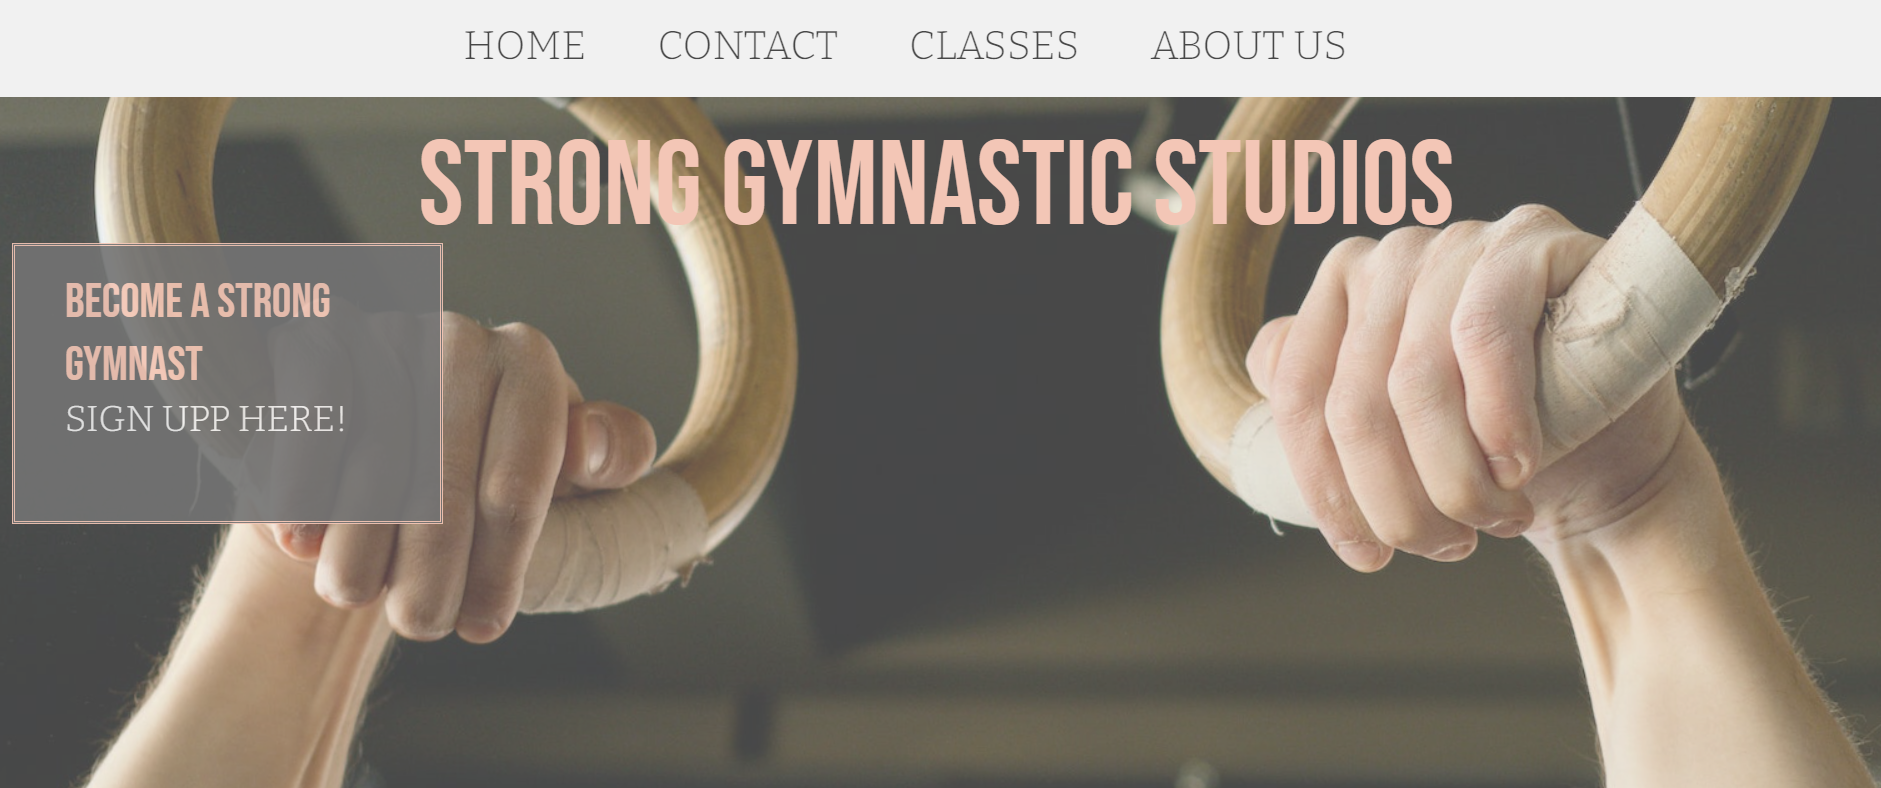 HOME CONTACT CLASSES ABOUT US
STRONG GYMNASTIC STUDIOS
BECOME A STRONG
GYMNAST
SIGN UPP HERE!